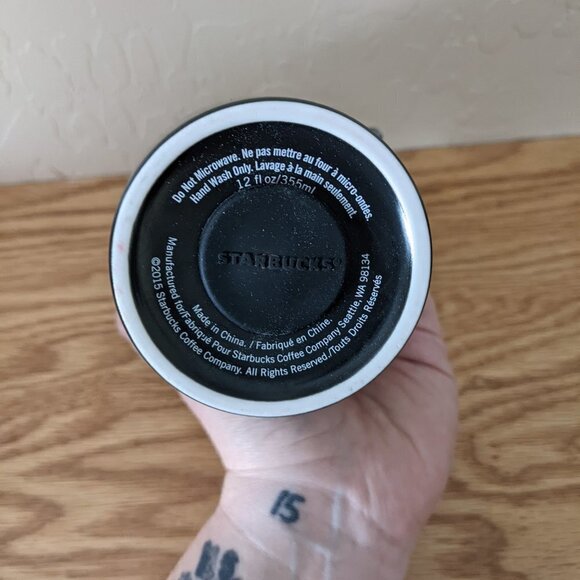 Do Not Microwave. Ne pas mettre au four à micro-ondes.
Hand Wash Only. Lavage à la main seulement.
12 fl oz/355ml
STARBUCKS®
Made in China. / Fabriqué en Chine.
Manufactured for/Fabriqué Pour Starbucks Coffee Company Seattle, WA 98134
©2015 Starbucks Coffee Company. All Rights Reserved./Touts Droits Réservés
15